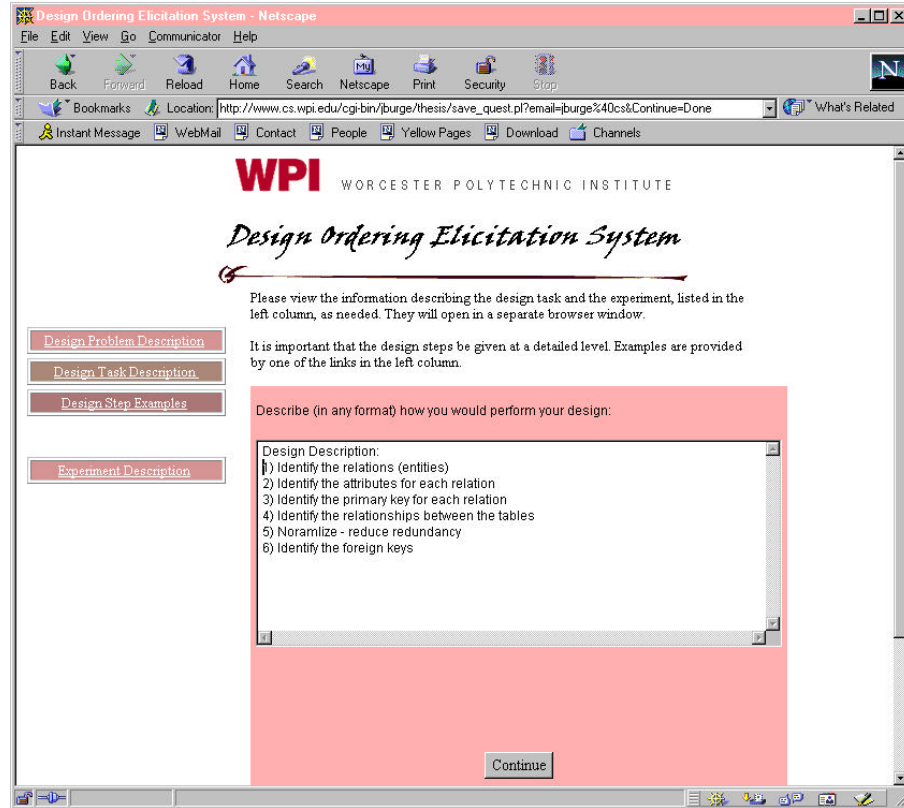 Design Ordering Elicitation System - Netscape
File Edit View Go Communicator Help
Back Forward Reload Home Search Netscape Print Security Stop
Bookmarks Location: http://www.cs.wpi.edu/cgi-bin/jburge/thesis/save_quest.pl?email=jburge%40cs&Continue=Done What's Related
Instant Message WebMail Contact People Yellow Pages Download Channels
WPI WORCESTER POLYTECHNIC INSTITUTE
Design Ordering Elicitation System
Please view the information describing the design task and the experiment, listed in the
left column, as needed. They will open in a separate browser window.
Design Problem Description
Design Task Description
Design Step Examples
Experiment Description
It is important that the design steps be given at a detailed level. Examples are provided
by one of the links in the left column.
Describe (in any format) how you would perform your design:
Design Description:
1) Identify the relations (entities)
2) Identify the attributes for each relation
3) Identify the primary key for each relation
4) Identify the relationships between the tables
5) Noramlize - reduce redundancy
6) Identify the foreign keys
Continue